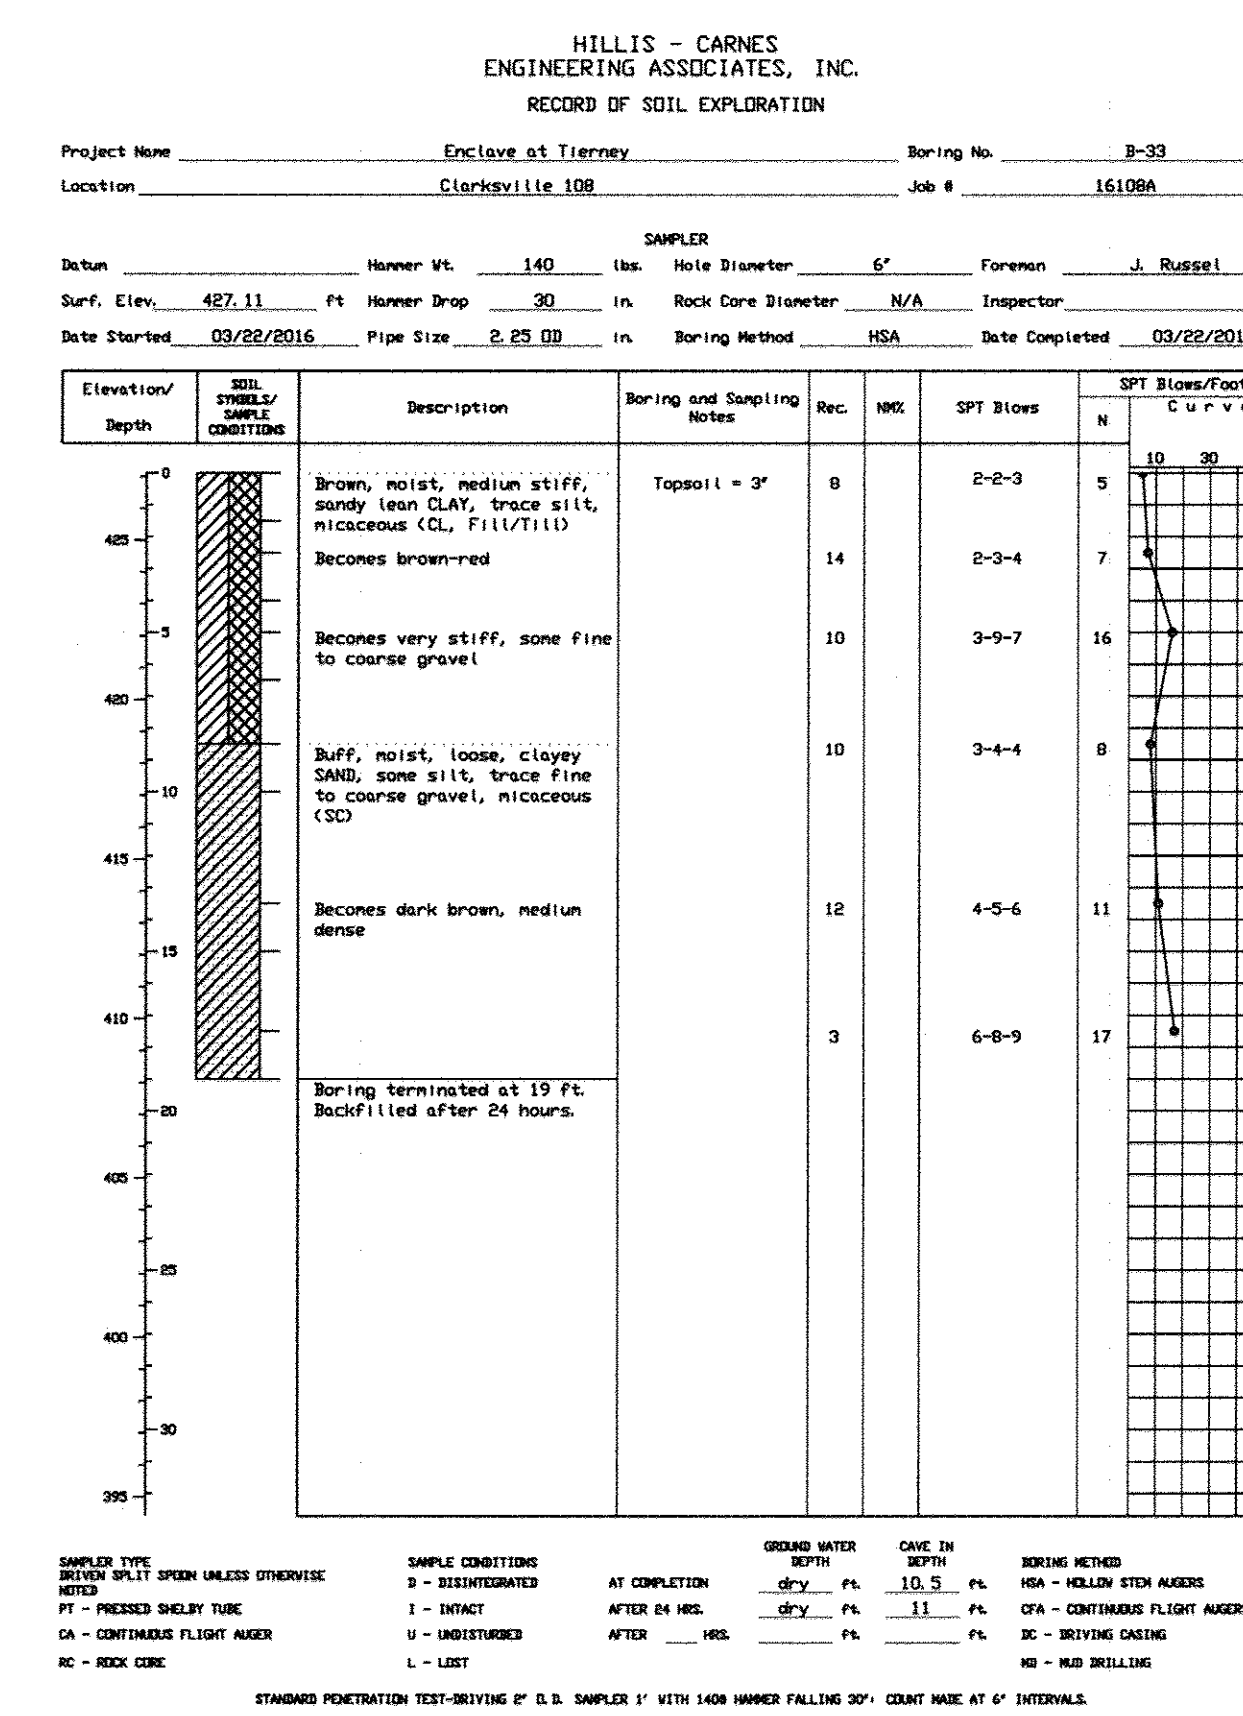 HILLIS - CARNES
ENGINEERING ASSOCIATES, INC.
RECORD OF SOIL EXPLORATION
Project Name Enclave at Tierney Boring No. B-33
Location Clarksville 108 Job # 16108A
SAMPLER
Datum Hammer Wt. 140 lbs. Hole Diameter 6" Foreman J. Russel
Surf. Elev. 427.11 ft Hammer Drop 30 in. Rock Core Diameter N/A Inspector
Date Started 03/22/2016 Pipe Size 2.25 OD in. Boring Method HSA Date Completed 03/22/201
Elevation/ SOIL SPT Blows/Foot
SYMBOLS/ Boring and Sampling Curv
SAMPLE Description Notes Rec. NM% SPT Blows N
Depth CONDITIONS
10 30
0
Brown, moist, medium stiff, Topsoil = 3" 8 2-2-3 5
sandy lean CLAY, trace silt,
micaceous (CL, Fill/Till)
425
Becomes brown-red 14 2-3-4 7
5 Becomes very stiff, some fine 10 3-9-7 16
to coarse gravel
420
Buff, moist, loose, clayey 10 3-4-4 8
SAND, some silt, trace fine
10 to coarse gravel, micaceous
(SC)
415
Becomes dark brown, medium 12 4-5-6 11
dense
15
410
3 6-8-9 17
Boring terminated at 19 ft.
20 Backfilled after 24 hours.
405
25
400
30
395
GROUND WATER CAVE IN
SAMPLER TYPE SAMPLE CONDITIONS DEPTH DEPTH BORING METHOD
DRIVEN SPLIT SPOON UNLESS OTHERWISE
NOTED
D - DISINTEGRATED AT COMPLETION dry ft. 10.5 ft. HSA - HOLLOW STEM AUGERS
PT - PRESSED SHELBY TUBE I - INTACT AFTER 24 HRS. dry ft. 11 ft. CFA - CONTINUOUS FLIGHT AUGERS
CA - CONTINUOUS FLIGHT AUGER U - UNDISTURBED AFTER HRS. ft. ft. DC - DRIVING CASING
RC - ROCK CORE L - LOST MD - MUD DRILLING
STANDARD PENETRATION TEST-DRIVING 2" O.D. SAMPLER 1' WITH 140# HAMMER FALLING 30"; COUNT MADE AT 6" INTERVALS.